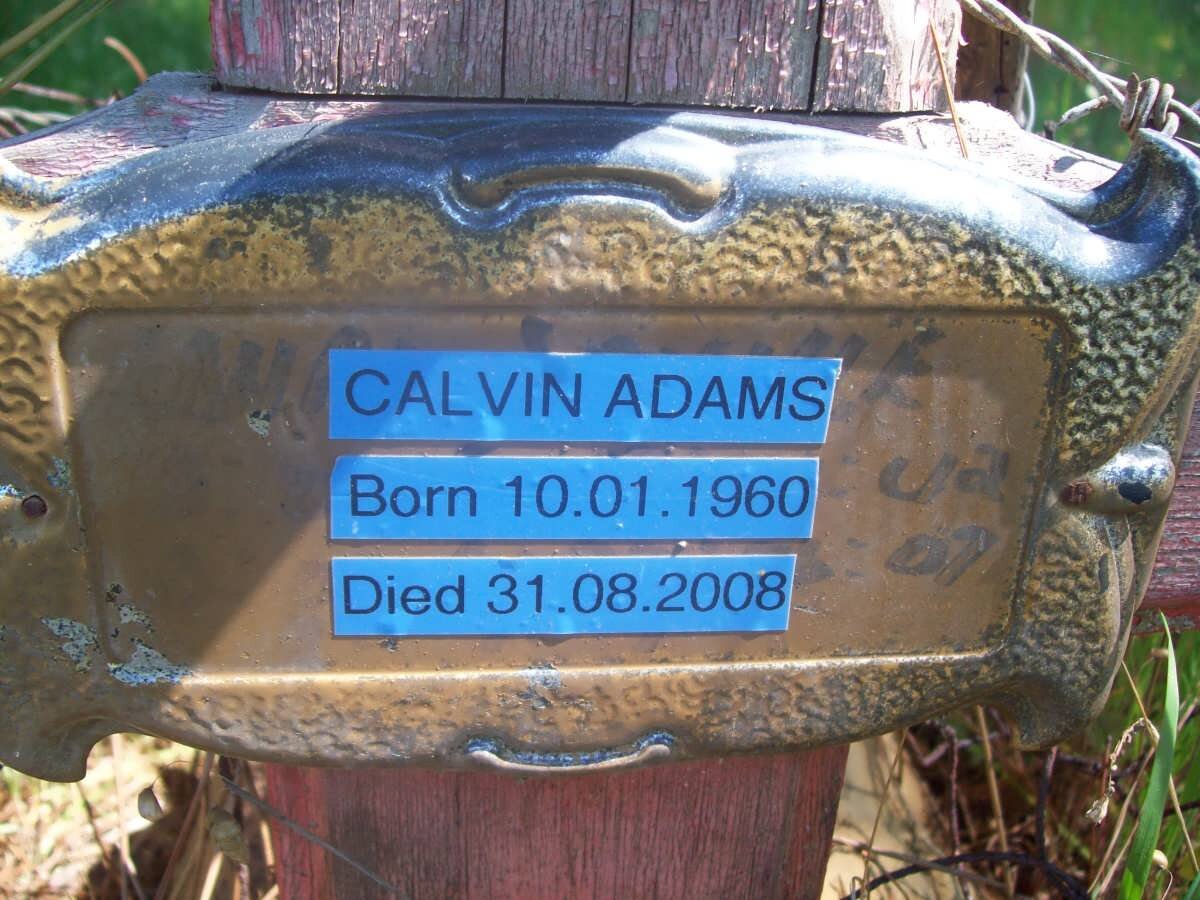 CALVIN ADAMS
Born 10.01.1960
Died 31.08.2008